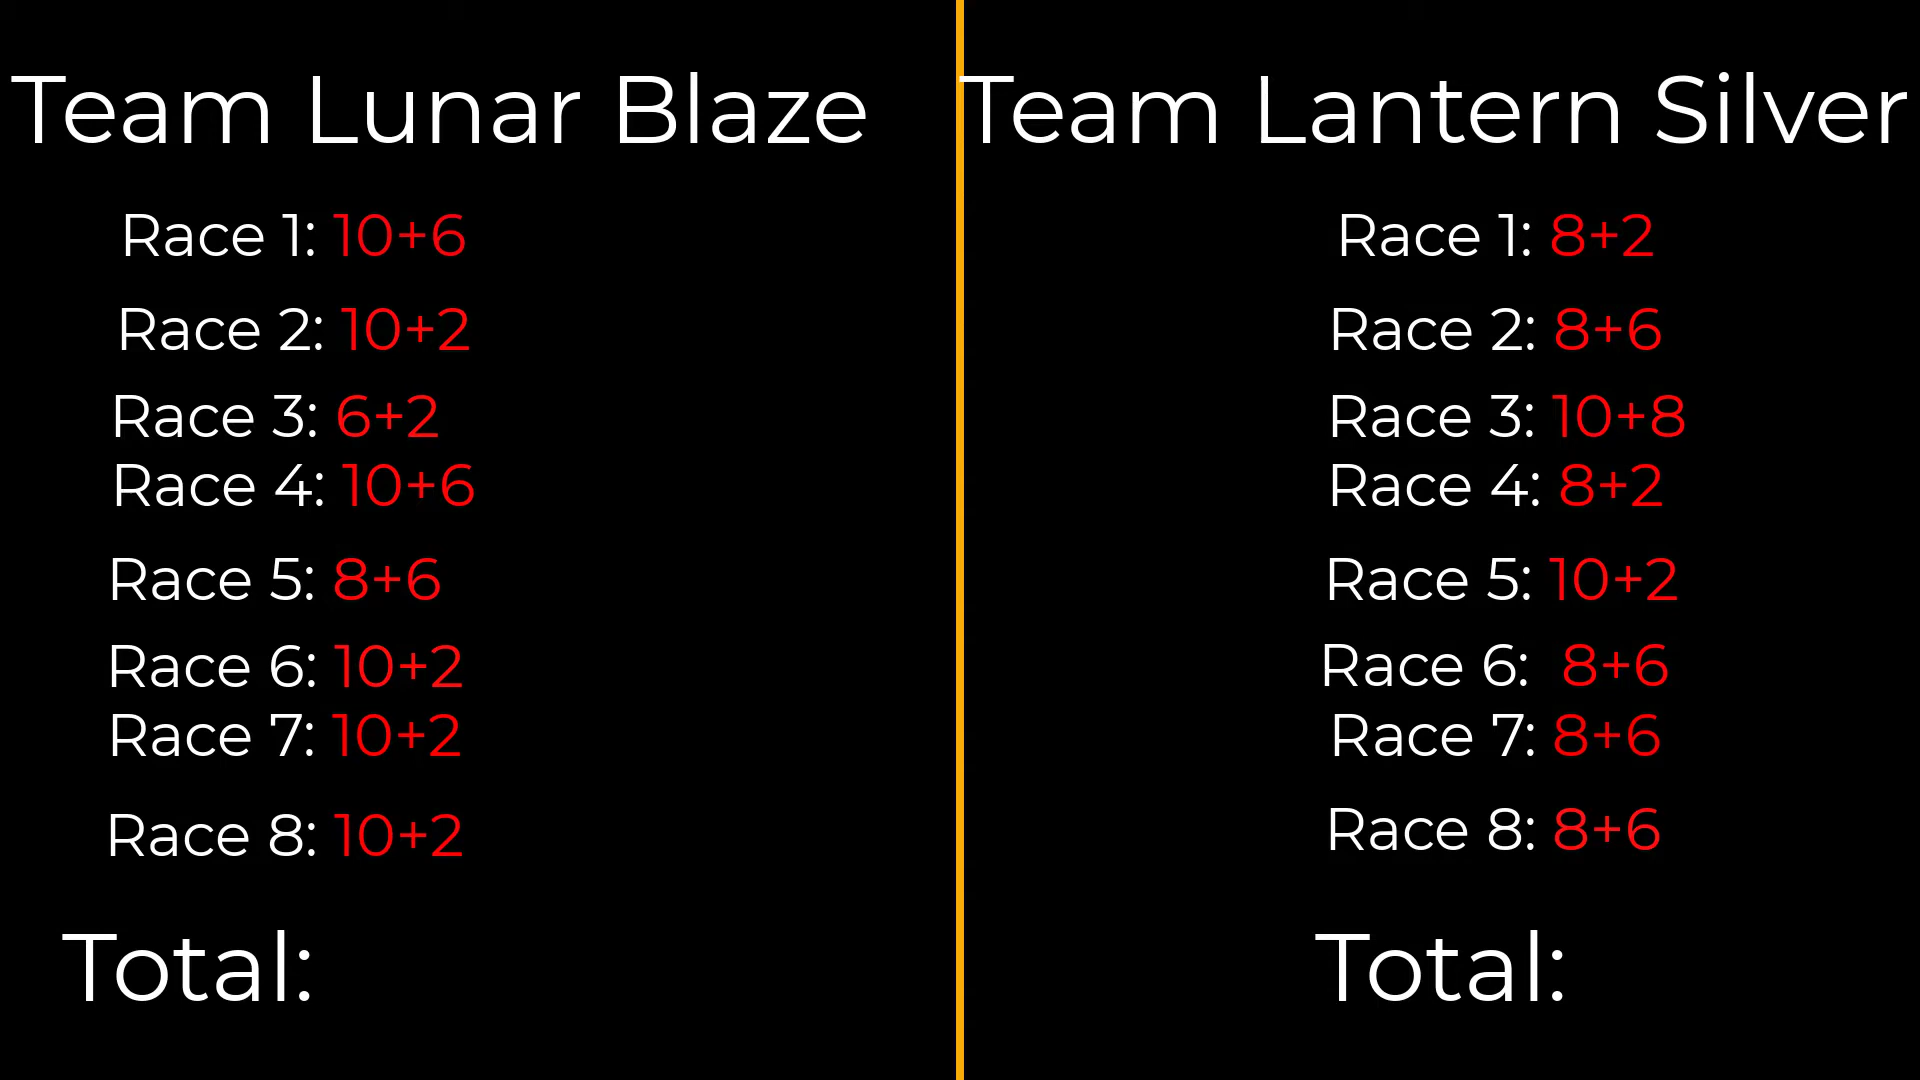 Team Lunar Blaze
Race 1: 10+6
Race 2: 10+2
Race 3: 6+2
Race 4: 10+6
Race 5: 8+6
Race 6: 10+2
Race 7: 10+2
Race 8: 10+2
Total:
Team Lantern Silver
Race 1: 8+2
Race 2: 8+6
Race 3: 10+8
Race 4: 8+2
Race 5: 10+2
Race 6: 8+6
Race 7: 8+6
Race 8: 8+6
Total: